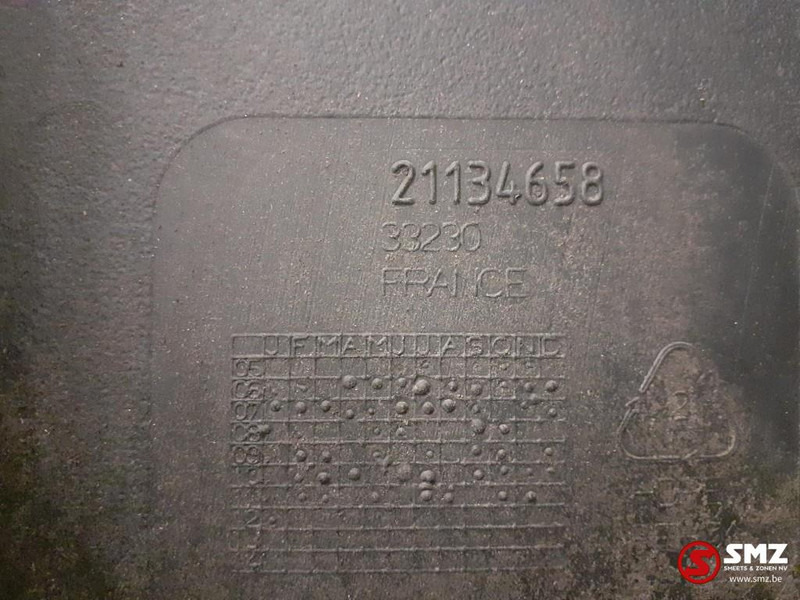 21134658
33230
FRANCE
J F M A M J J A S O N D
05
06
07
08
09
SMZ
SMEETS & ZONEN NV
www.smz.be